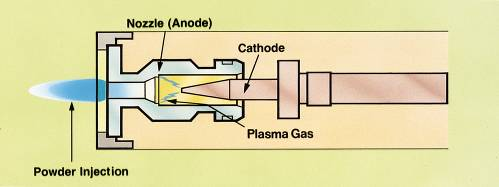 Nozzle (Anode)
Cathode
Plasma Gas
Powder Injection